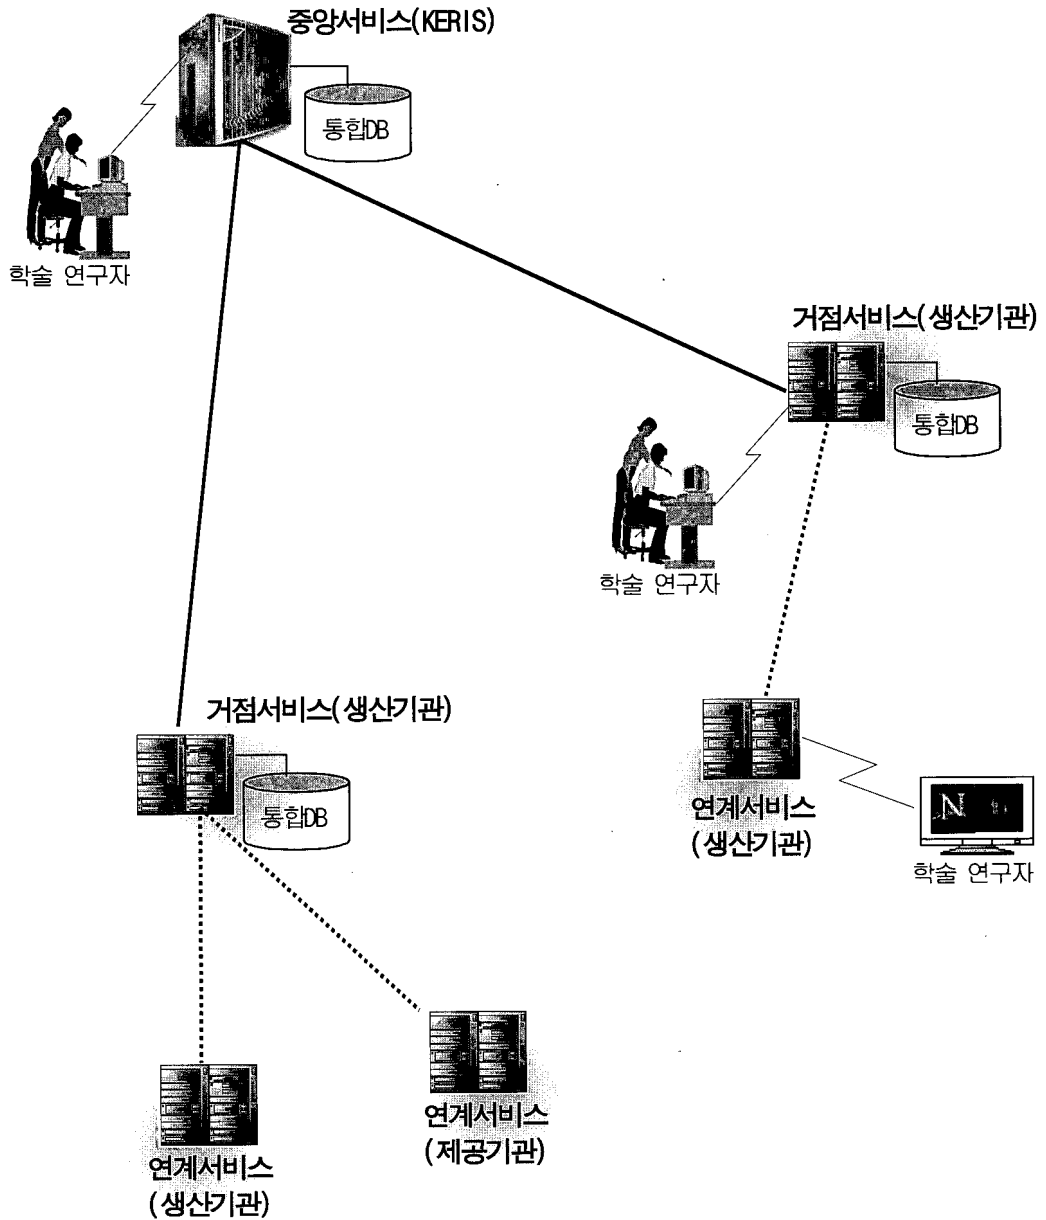 중앙서비스(KERIS)
통합DB
학술 연구자
거점서비스(생산기관)
통합DB
학술 연구자
거점서비스(생산기관)
통합DB
연계서비스
(생산기관)
N
학술 연구자
연계서비스
(제공기관)
연계서비스
(생산기관)